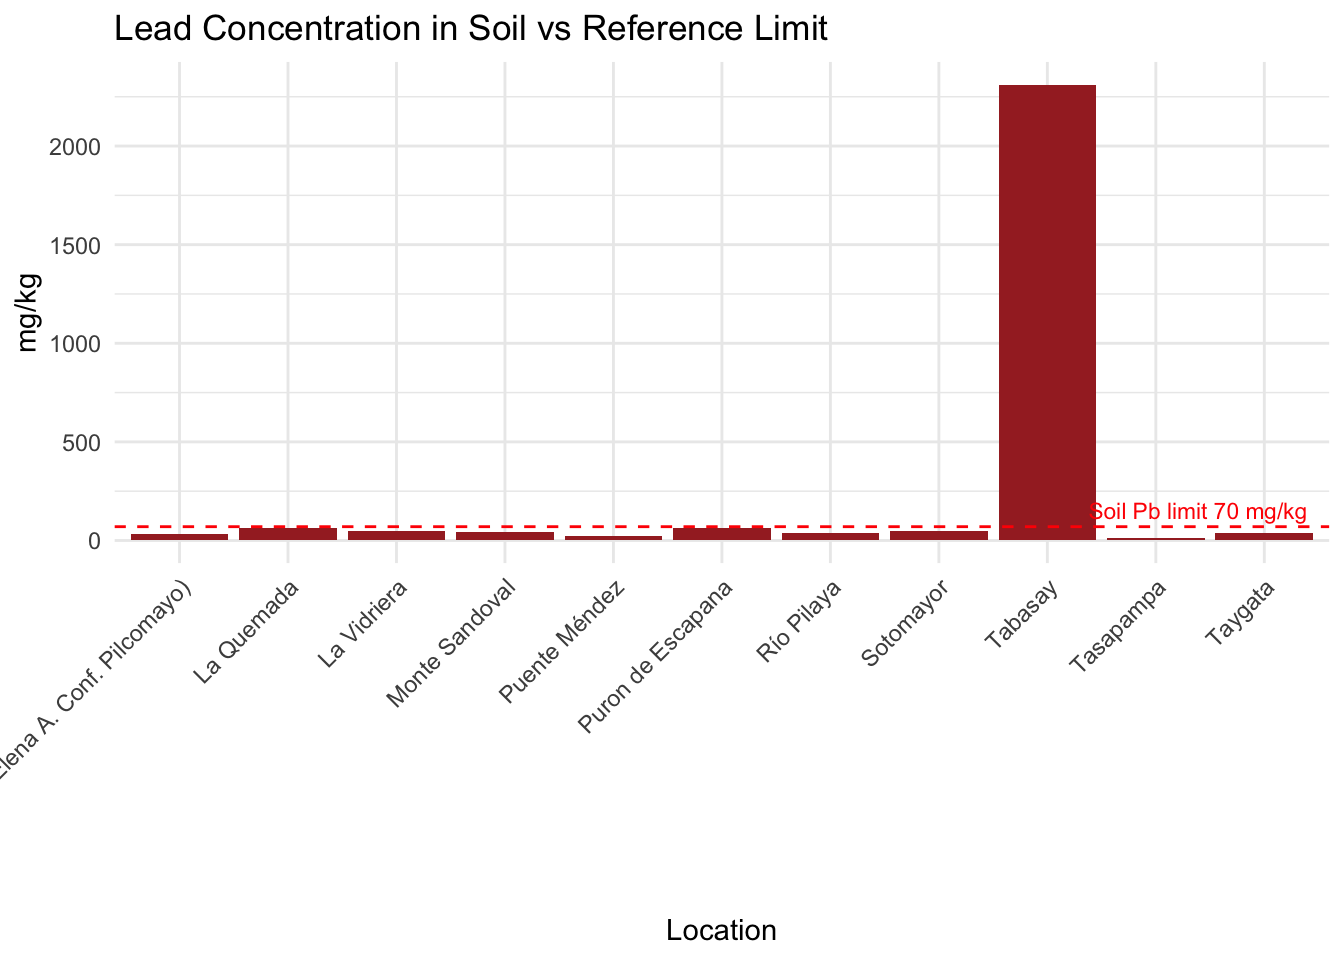 Lead Concentration in Soil vs Reference Limit
mg/kg
2000
1500
1000
500
0
Soil Pb limit 70 mg/kg
Elena A. Conf. Pilcomayo)
La Quemada
La Vidriera
Monte Sandoval
Puente Méndez
Puron de Escapana
Río Pilaya
Sotomayor
Tabasay
Tasapampa
Taygata
Location